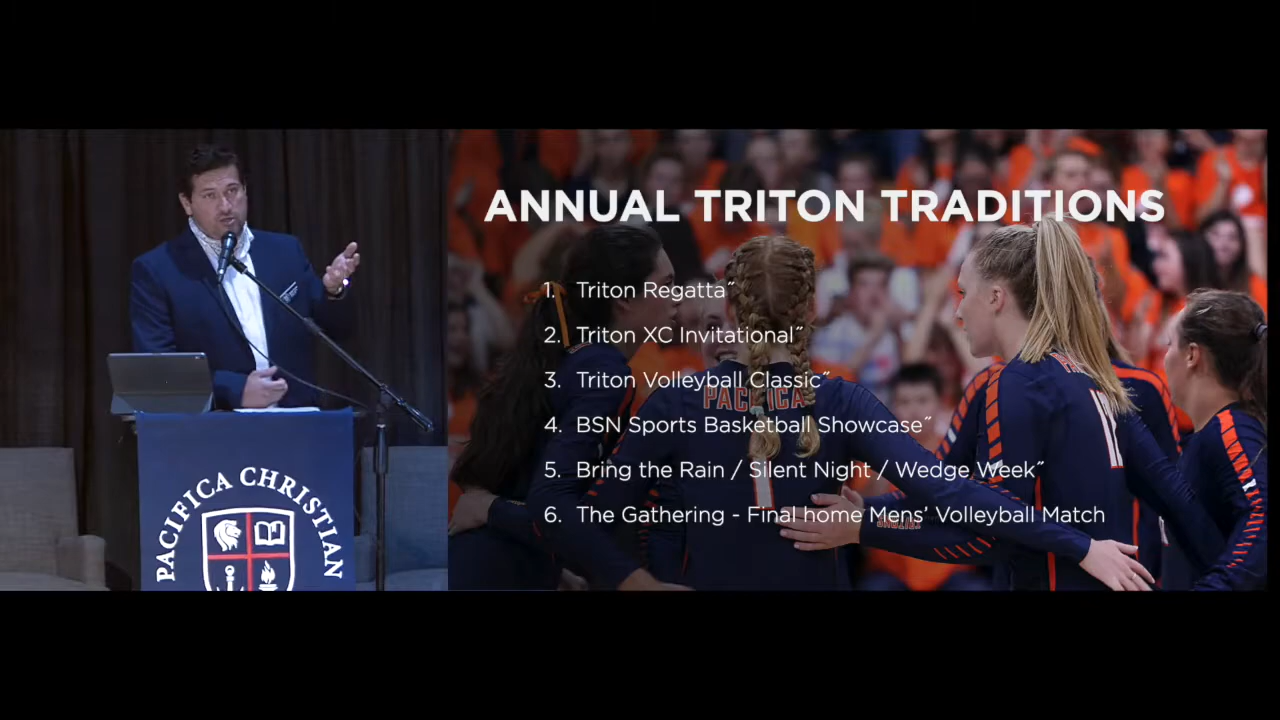 ANNUAL TRITON TRADITIONS
1. Triton Regatta˝
2. Triton XC Invitational˝
3. Triton Volleyball Classic˝
4. BSN Sports Basketball Showcase˝
5. Bring the Rain / Silent Night / Wedge Week˝
6. The Gathering - Final home Mens’ Volleyball Match
PACIFICA CHRISTIAN